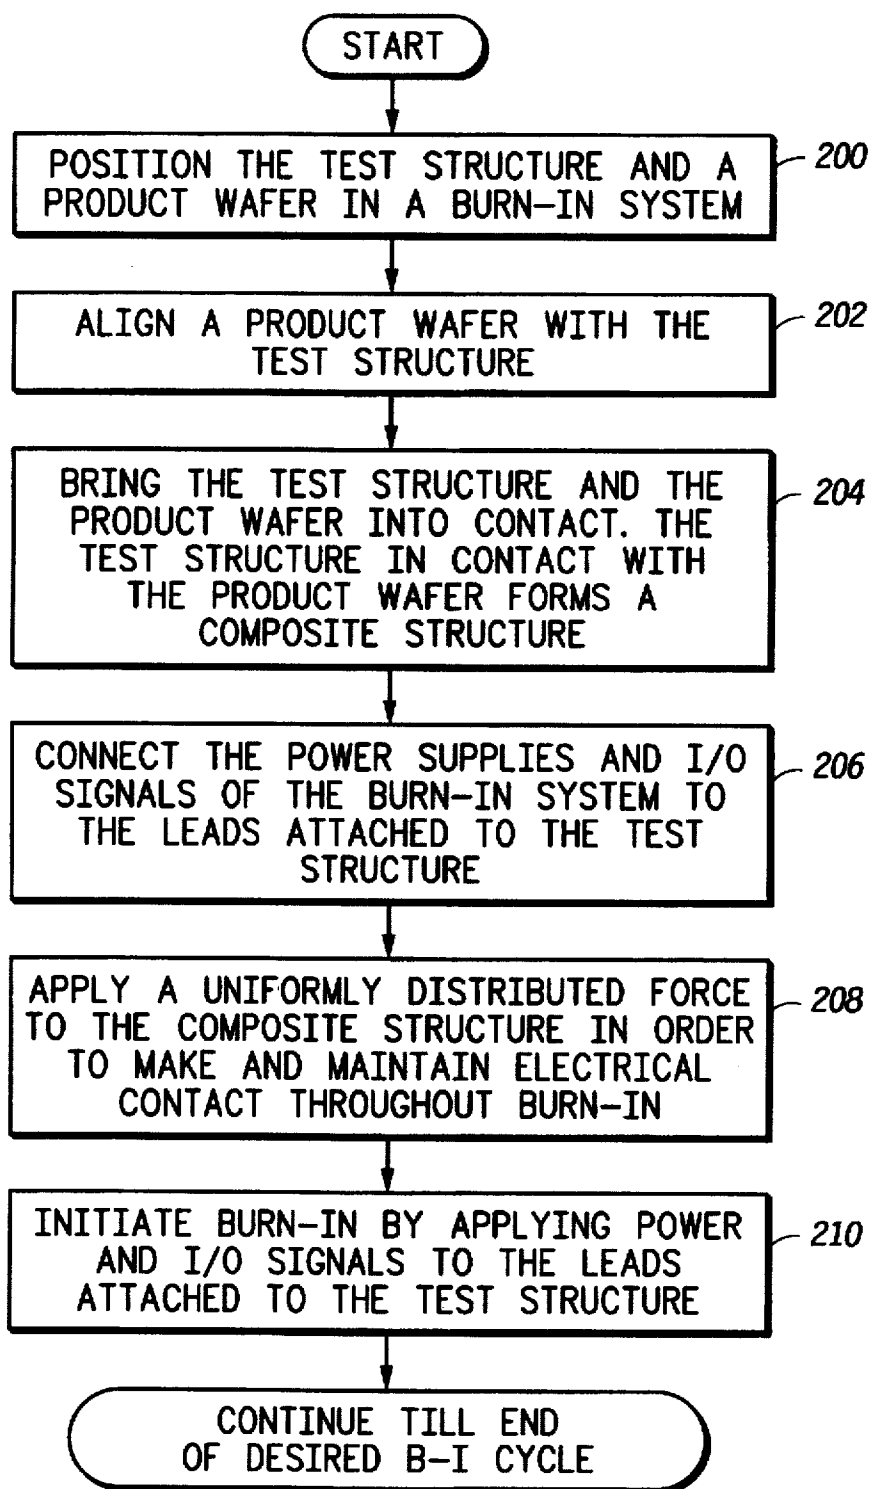 START
POSITION THE TEST STRUCTURE AND A
PRODUCT WAFER IN A BURN-IN SYSTEM
200
ALIGN A PRODUCT WAFER WITH THE
TEST STRUCTURE
202
BRING THE TEST STRUCTURE AND THE
PRODUCT WAFER INTO CONTACT. THE
TEST STRUCTURE IN CONTACT WITH
THE PRODUCT WAFER FORMS A
COMPOSITE STRUCTURE
204
CONNECT THE POWER SUPPLIES AND I/O
SIGNALS OF THE BURN-IN SYSTEM TO
THE LEADS ATTACHED TO THE TEST
STRUCTURE
206
APPLY A UNIFORMLY DISTRIBUTED FORCE
TO THE COMPOSITE STRUCTURE IN ORDER
TO MAKE AND MAINTAIN ELECTRICAL
CONTACT THROUGHOUT BURN-IN
208
INITIATE BURN-IN BY APPLYING POWER
AND I/O SIGNALS TO THE LEADS
ATTACHED TO THE TEST STRUCTURE
210
CONTINUE TILL END
OF DESIRED B-I CYCLE